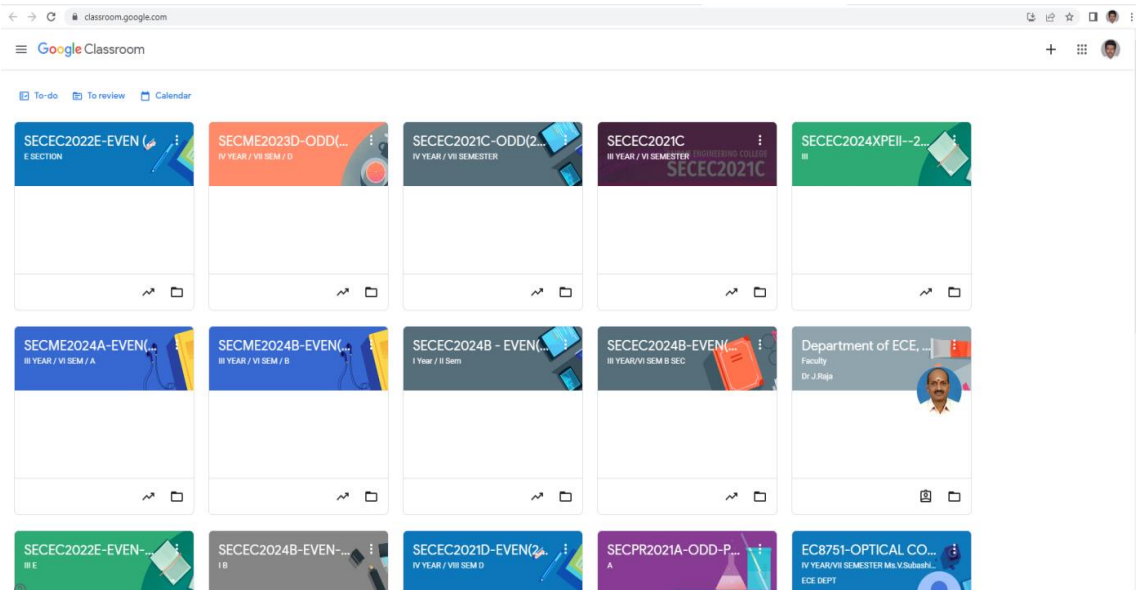 classroom.google.com
Google Classroom
To-do To review Calendar
SECEC2022E-EVEN (
E SECTION
SECME2023D-ODD(...
IV YEAR / VII SEM / D
SECEC2021C-ODD(2...
IV YEAR / VII SEMESTER
SECEC2021C
III YEAR / VI SEMESTER
ENGINEERING COLLEGE
SECEC2021C
SECEC2024XPEII--2...
III
SECME2024A-EVEN(...
III YEAR / VI SEM / A
SECME2024B-EVEN(...
III YEAR / VI SEM / B
SECEC2024B - EVEN(...
I Year / II Sem
SECEC2024B-EVEN(...
III YEAR/VI SEM B SEC
Department of ECE, ...
Faculty
Dr J.Raja
SECEC2022E-EVEN-...
III E
SECEC2024B-EVEN-...
I B
SECEC2021D-EVEN(2...
IV YEAR / VIII SEM D
SECPR2021A-ODD-P...
A
EC8751-OPTICAL CO...
IV YEAR/VII SEMESTER Ms.V.Subashi...
ECE DEPT